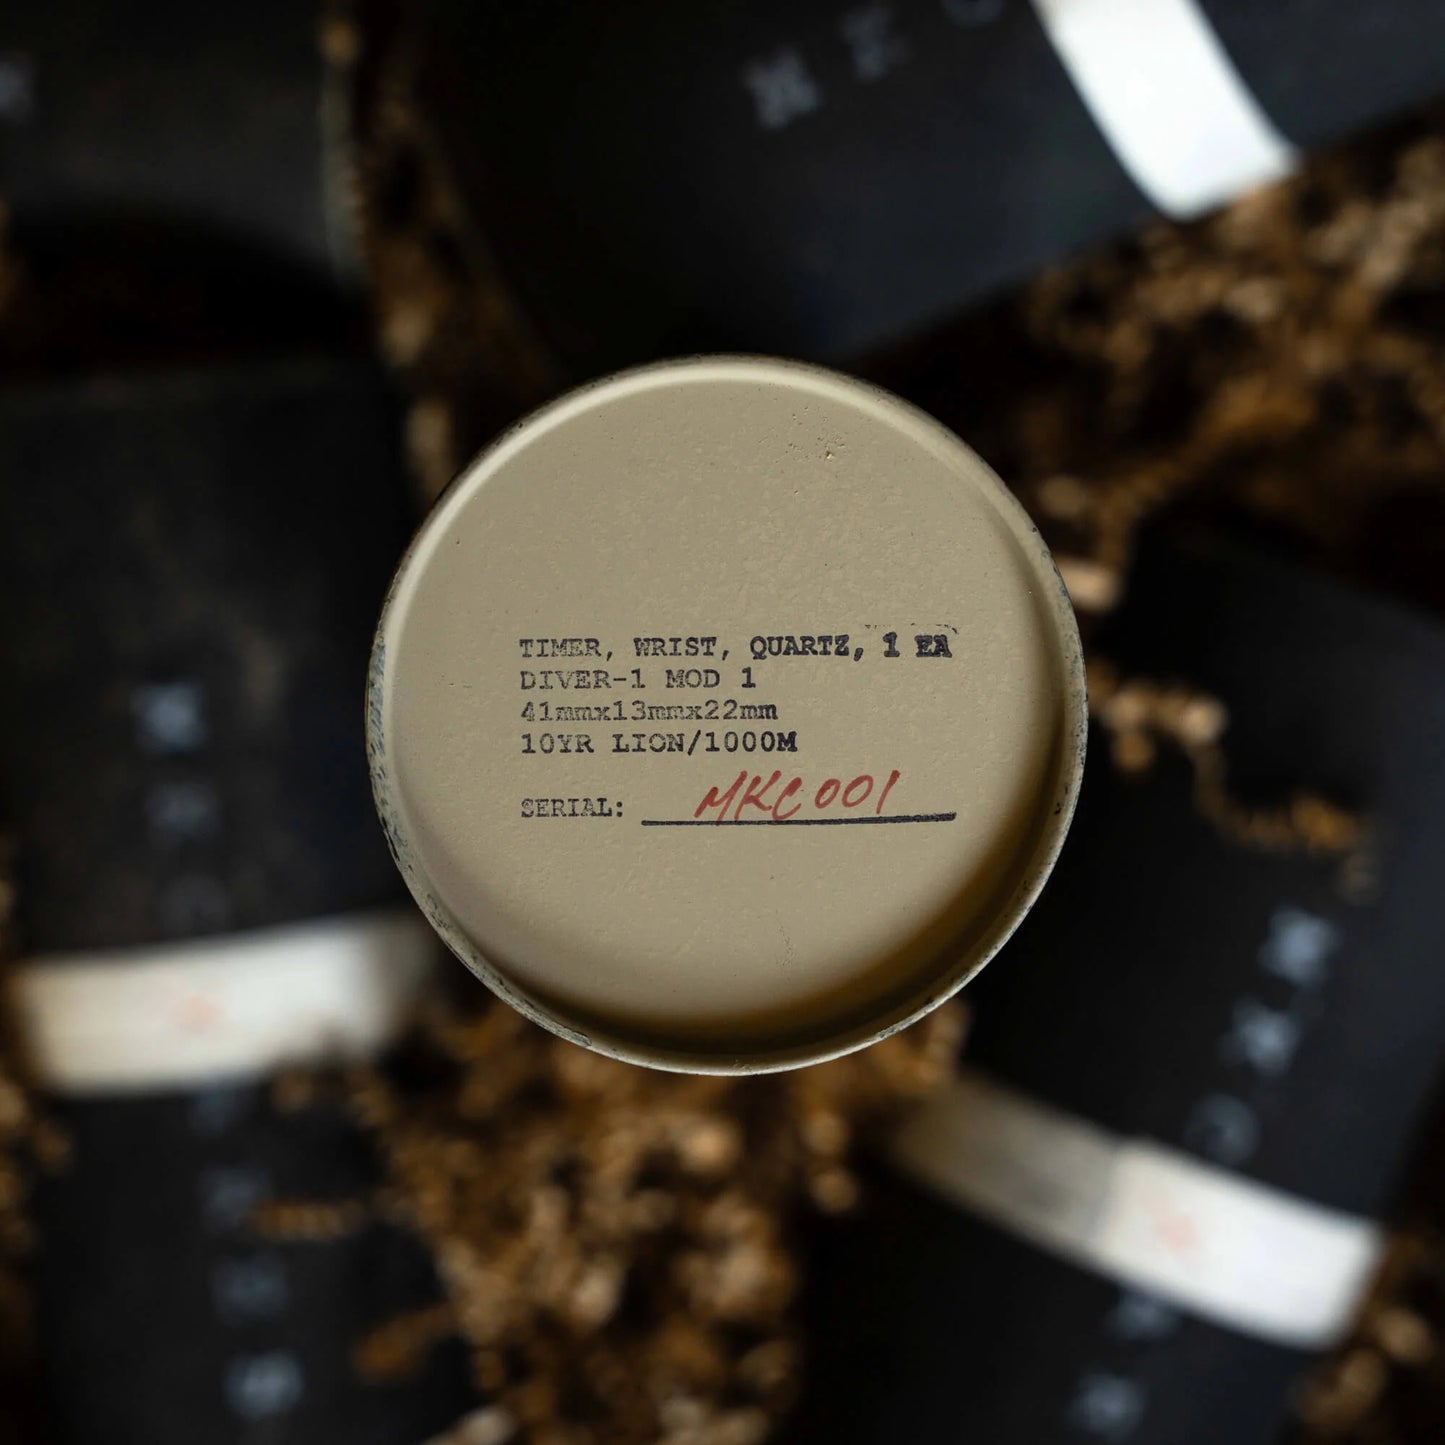 TIMER, WRIST, QUARTZ, 1 EA
DIVER-1 MOD 1
41mmx13mmx22mm
10YR LION/1000M
SERIAL: MKC001